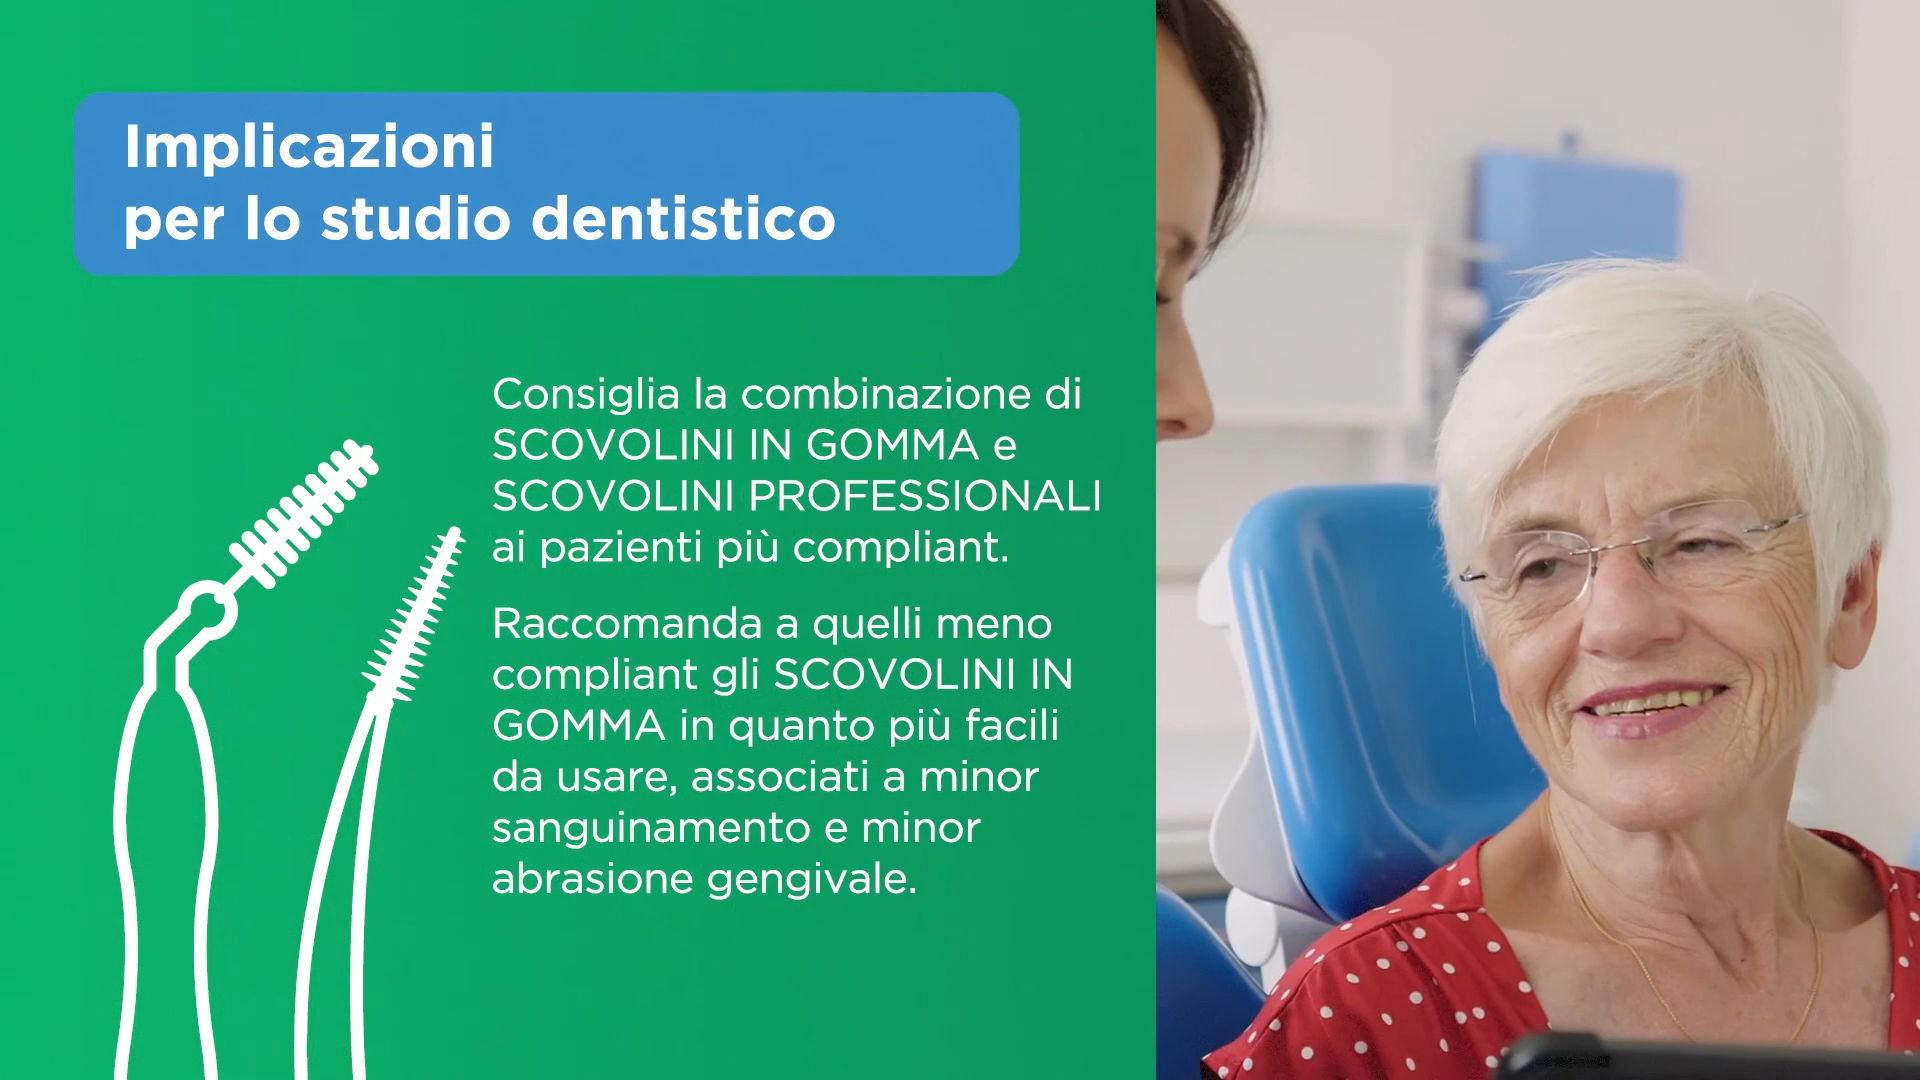 Implicazioni
per lo studio dentistico
Consiglia la combinazione di
SCOVOLINI IN GOMMA e
SCOVOLINI PROFESSIONALI
ai pazienti più compliant.
Raccomanda a quelli meno
compliant gli SCOVOLINI IN
GOMMA in quanto più facili
da usare, associati a minor
sanguinamento e minor
abrasione gengivale.